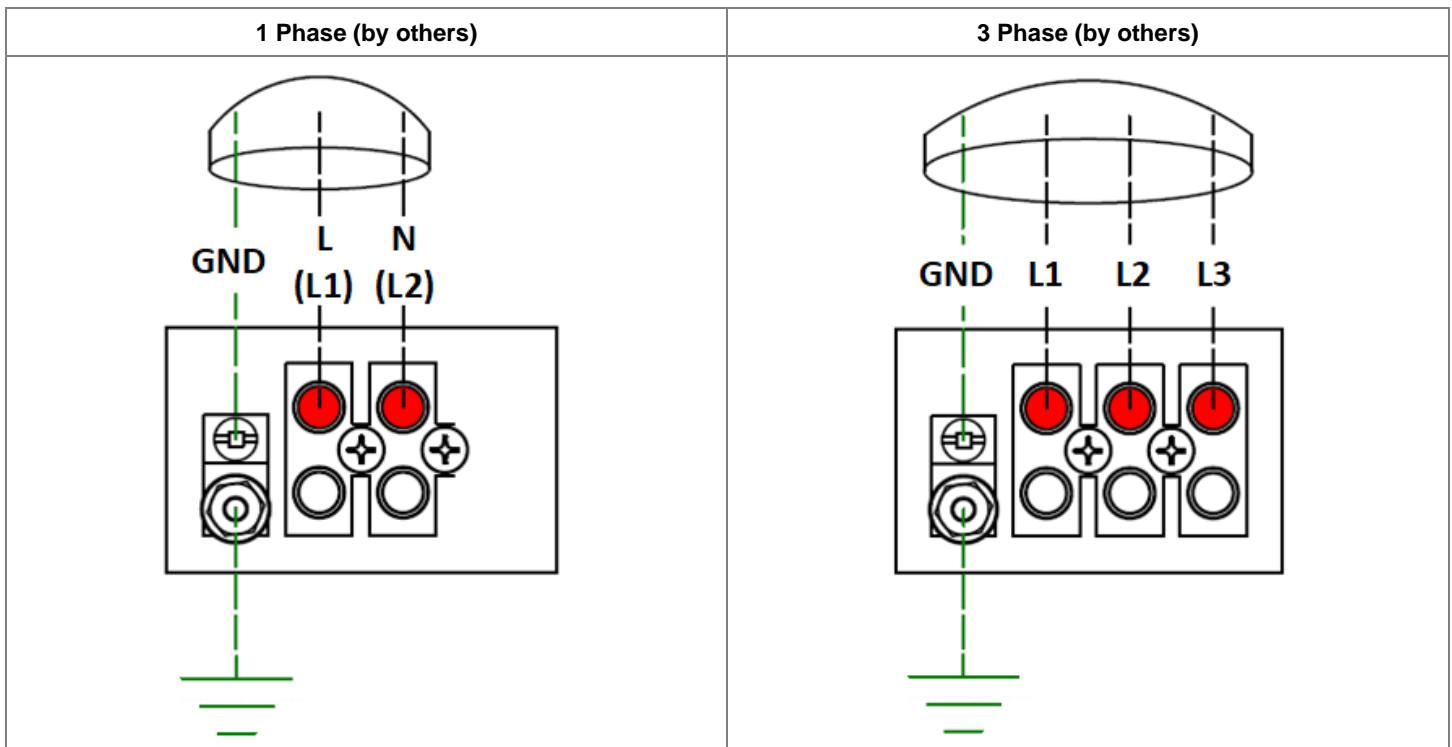 1 Phase (by others)
3 Phase (by others)
GND
L
(L1)
N
(L2)
GND L1 L2 L3